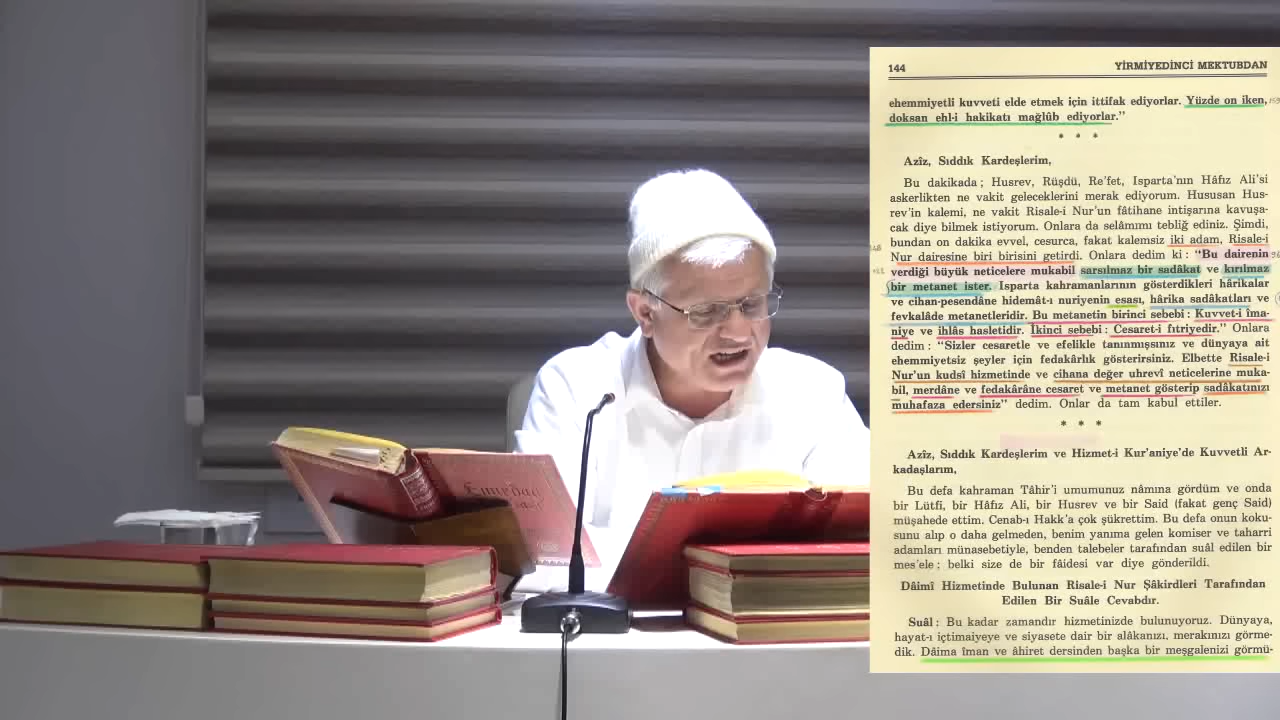 144
YİRMİYEDİNCİ MEKTUBDAN
ehemmiyetli kuvveti elde etmek için ittifak ediyorlar. Yüzde on iken,
doksan ehl-i hakikatı mağlûb ediyorlar."
* * *
Azîz, Sıddık Kardeşlerim,
Bu dakikada ; Husrev, Rüşdü, Re'fet, Isparta'nın Hâfız Ali'si
askerlikten ne vakit geleceklerini merak ediyorum. Hususan Hus-
rev'in kalemi, ne vakit Risale-i Nur'un fâtihane intişarına kavuşa-
cak diye bilmek istiyorum. Onlara da selâmımı tebliğ ediniz. Şimdi,
bundan on dakika evvel, cesurca, fakat kalemsiz iki adam, Risale-i
Nur dairesine biri birisini getirdi. Onlara dedim ki : "Bu dairenin
verdiği büyük neticelere mukabil sarsılmaz bir sadâkat ve kırılmaz
bir metanet ister. Isparta kahramanlarının gösterdikleri hârikalar
ve cihan-pesendâne hidemât-ı nuriyenin esası, hârika sadâkatları ve
fevkalâde metanetleridir. Bu metanetin birinci sebebi : Kuvvet-i îma-
niye ve ihlâs hasletidir. İkinci sebebi : Cesaret-i fıtriyedir." Onlara
dedim : "Sizler cesaretle ve efelikle tanınmışsınız ve dünyaya ait
ehemmiyetsiz şeyler için fedakârlık gösterirsiniz. Elbette Risale-i
Nur'un kudsî hizmetinde ve cihana değer uhrevî neticelerine muka-
bil, merdâne ve fedakârâne cesaret ve metanet gösterip sadâkatınızı
muhafaza edersiniz" dedim. Onlar da tam kabul ettiler.
* * *
Azîz, Sıddık Kardeşlerim ve Hizmet-i Kur'aniye'de Kuvvetli Ar-
kadaşlarım,
Bu defa kahraman Tâhir'i umumunuz nâmına gördüm ve onda
bir Lütfi, bir Hâfız Ali, bir Husrev ve bir Said (fakat genç Said)
müşahede ettim. Cenab-ı Hakk'a çok şükrettim. Bu defa onun koku-
sunu alıp o daha gelmeden, benim yanıma gelen komiser ve taharri
adamları münasebetiyle, benden talebeler tarafından suâl edilen bir
mes'ele ; belki size de bir fâidesi var diye gönderildi.
Dâimî Hizmetinde Bulunan Risale-i Nur Şâkirdleri Tarafından
Edilen Bir Suâle Cevabdır.
Suâl : Bu kadar zamandır hizmetinizde bulunuyoruz. Dünyaya,
hayat-ı içtimaiyeye ve siyasete dair bir alâkanızı, merakınızı görme-
dik. Dâima îman ve âhiret dersinden başka bir meşgalenizi görmü-